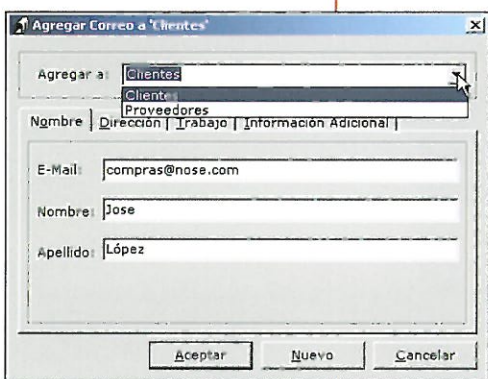 Agregar Correo a 'Clientes'
Agregar a: Clientes
Clientes
Proveedores
Nombre Dirección Trabajo Información Adicional
E-Mail: compras@nose.com
Nombre: Jose
Apellido: López
Aceptar Nuevo Cancelar